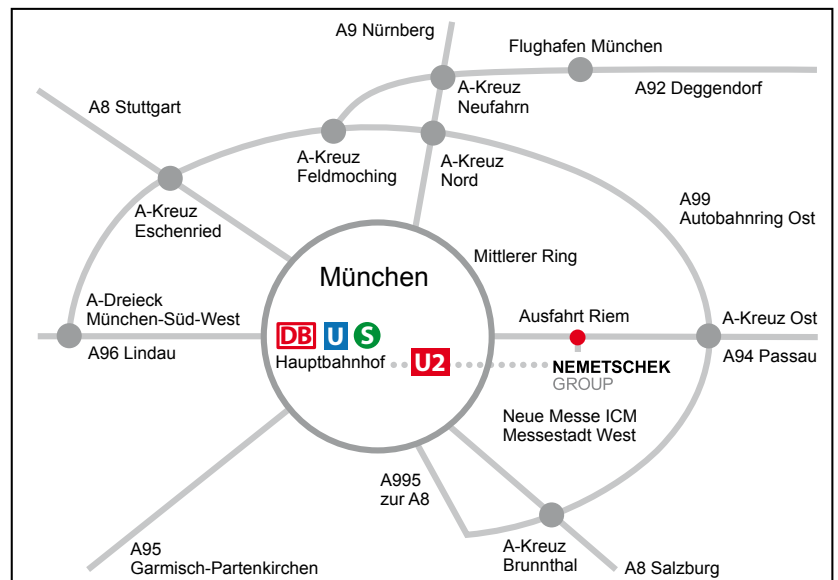 A9 Nürnberg
Flughafen München
A-Kreuz
Neufahrn
A92 Deggendorf
A8 Stuttgart
A-Kreuz
Feldmoching
A-Kreuz
Nord
A99
Autobahnring Ost
A-Kreuz
Eschenried
Mittlerer Ring
München
A-Dreieck
München-Süd-West
Ausfahrt Riem
A-Kreuz Ost
DB U S
A96 Lindau
Hauptbahnhof
U2
A94 Passau
NEMETSCHEK
GROUP
Neue Messe ICM
Messestadt West
A995
zur A8
A95
Garmisch-Partenkirchen
A-Kreuz
Brunnthal
A8 Salzburg